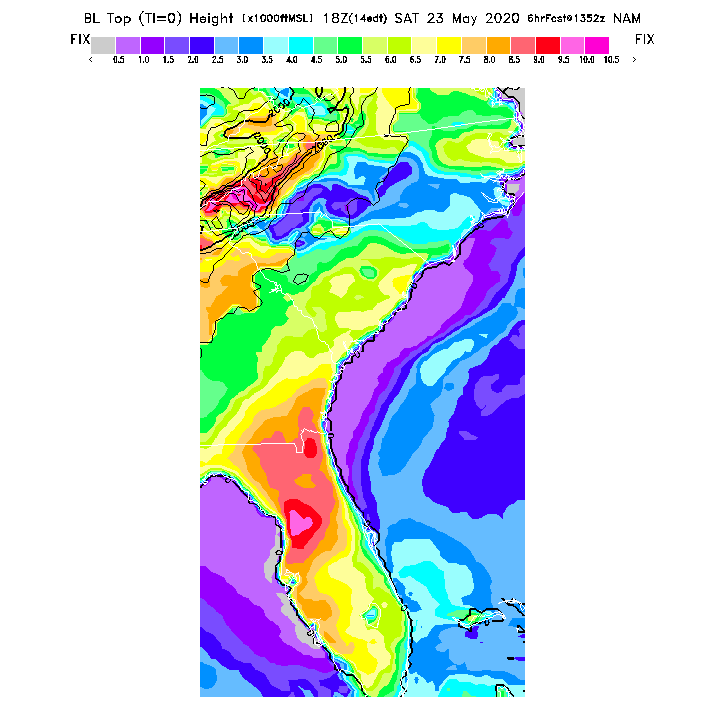 BL Top (TI=0) Height [x1000ftMSL] 18Z(14edt) SAT 23 May 2020 6hrFcst@1352z NAM
FIX FIX
< 0.5 1.0 1.5 2.0 2.5 3.0 3.5 4.0 4.5 5.0 5.5 6.0 6.5 7.0 7.5 8.0 8.5 9.0 9.5 10.0 10.5 >
2000
2000